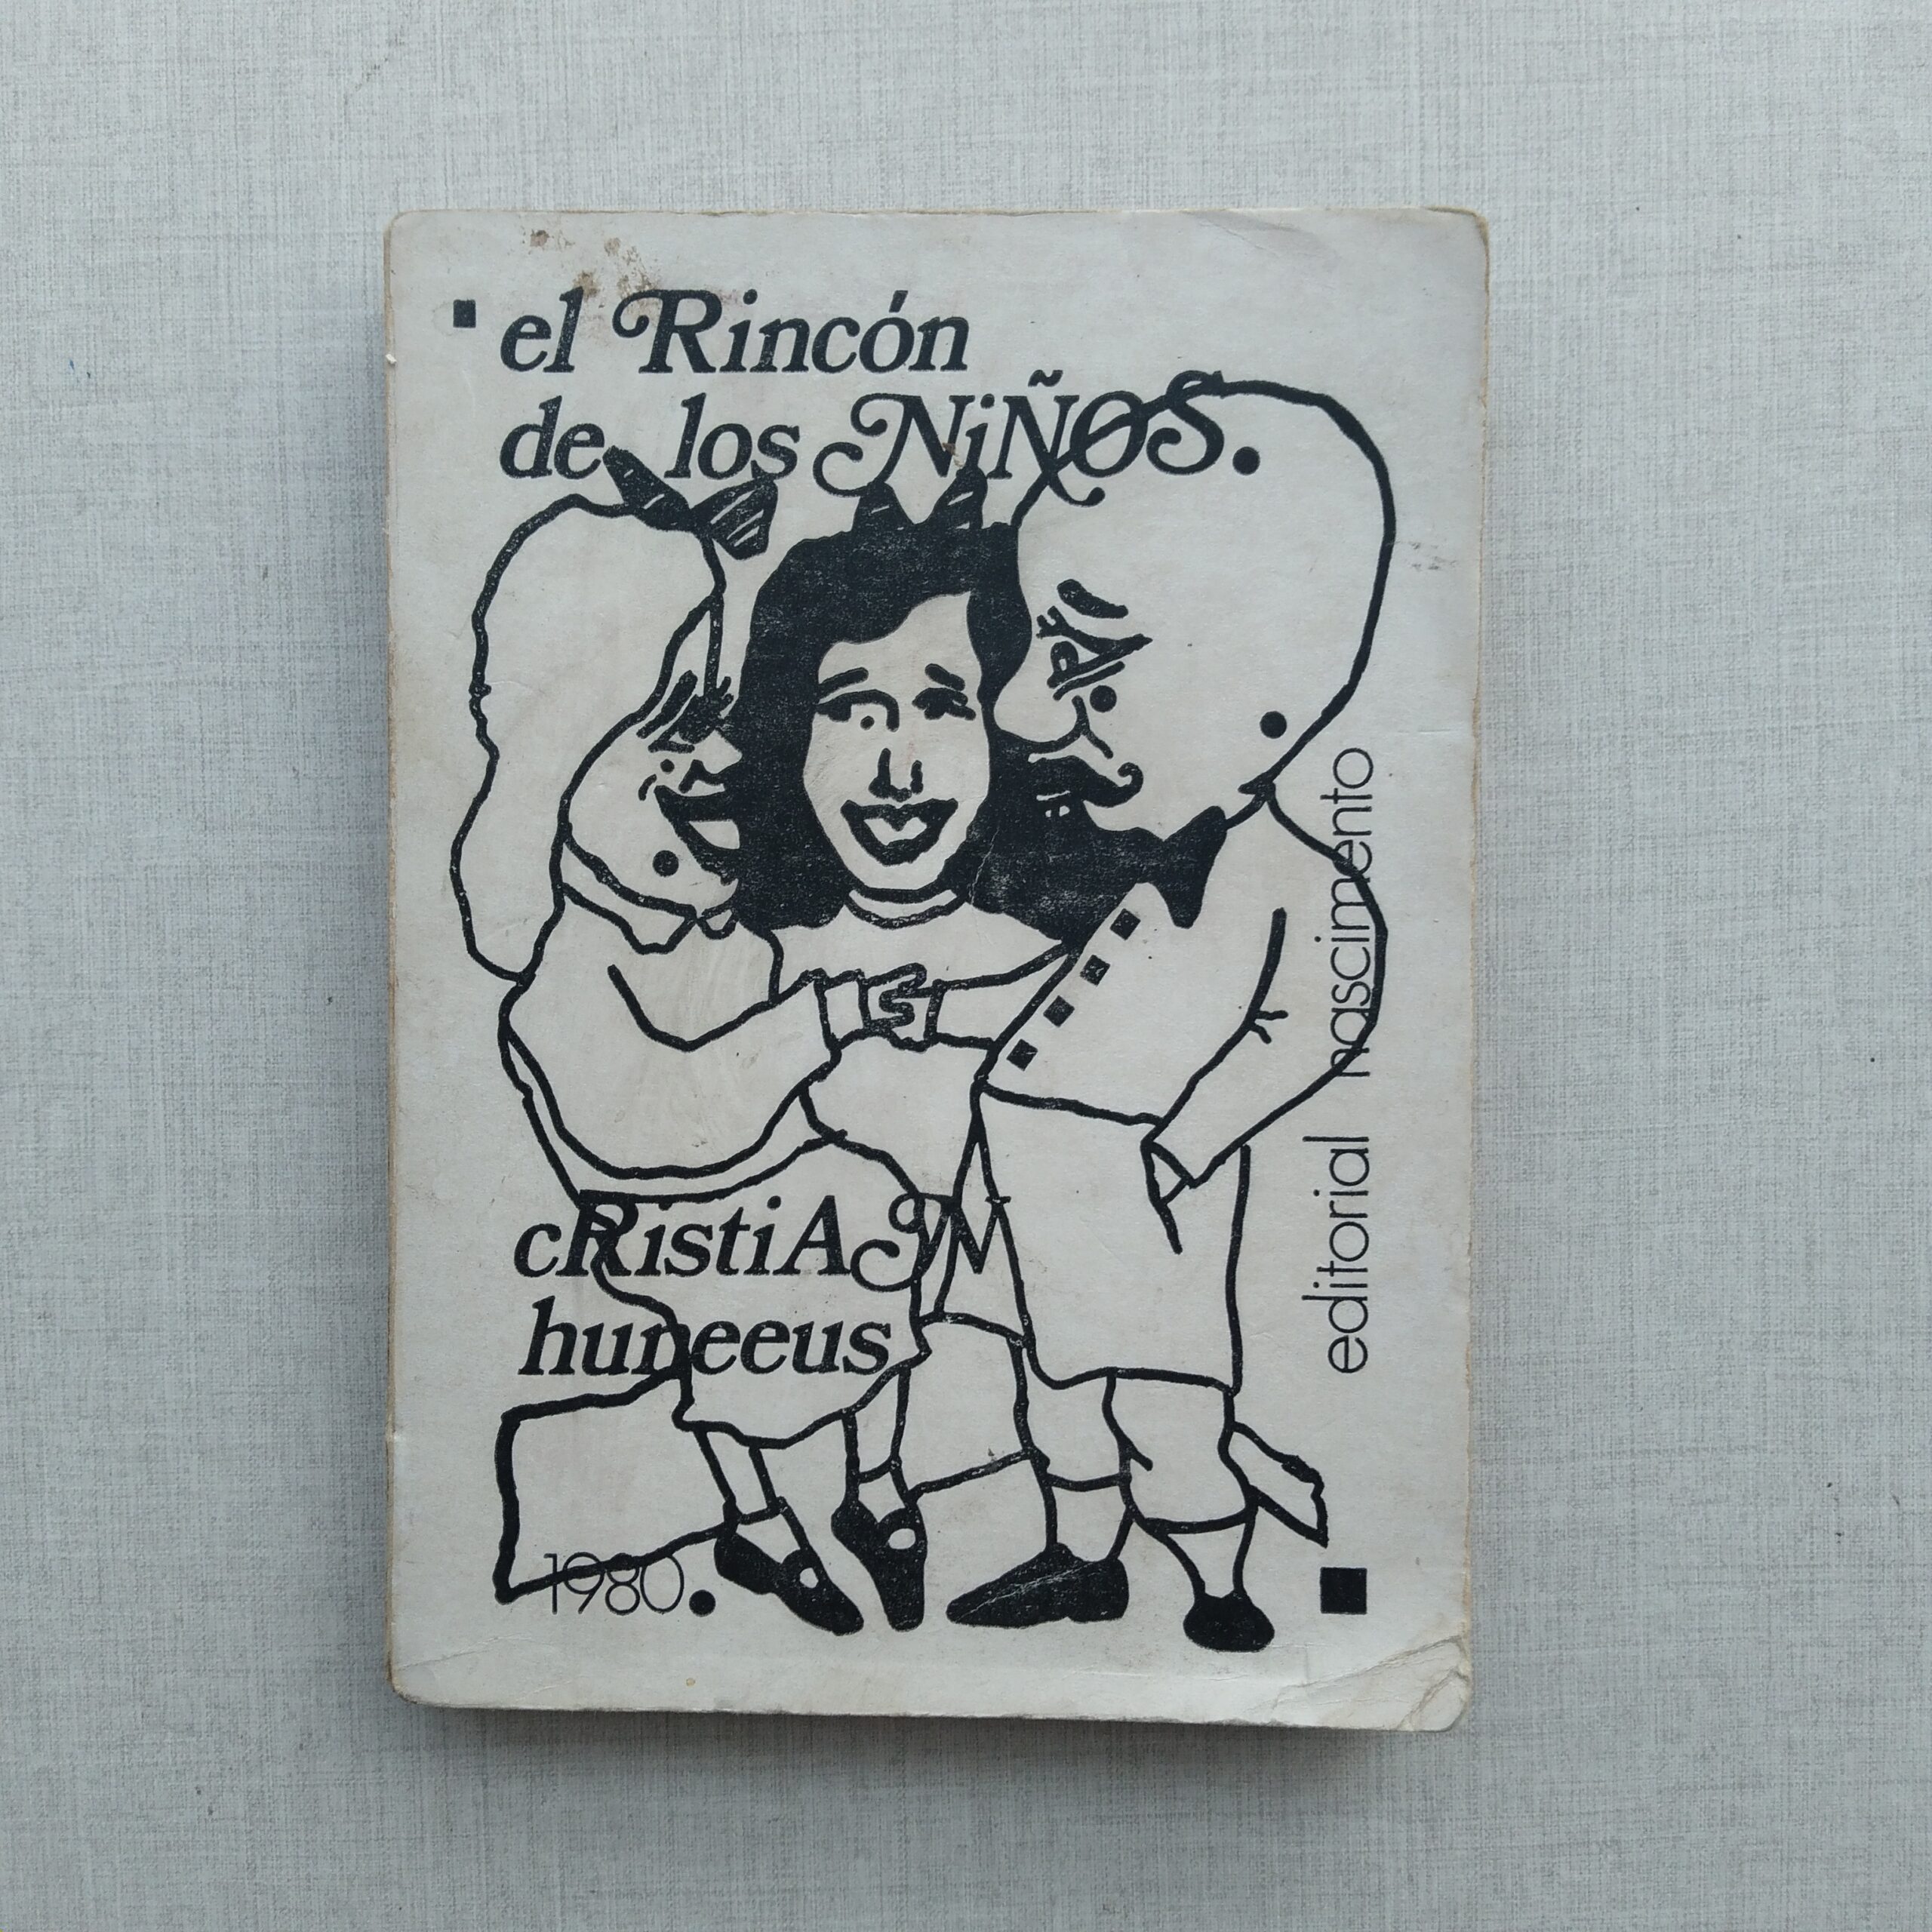 el Rincón
de los NiÑOS.
cRistiAN
huneeus
1980.
editorial nascimento